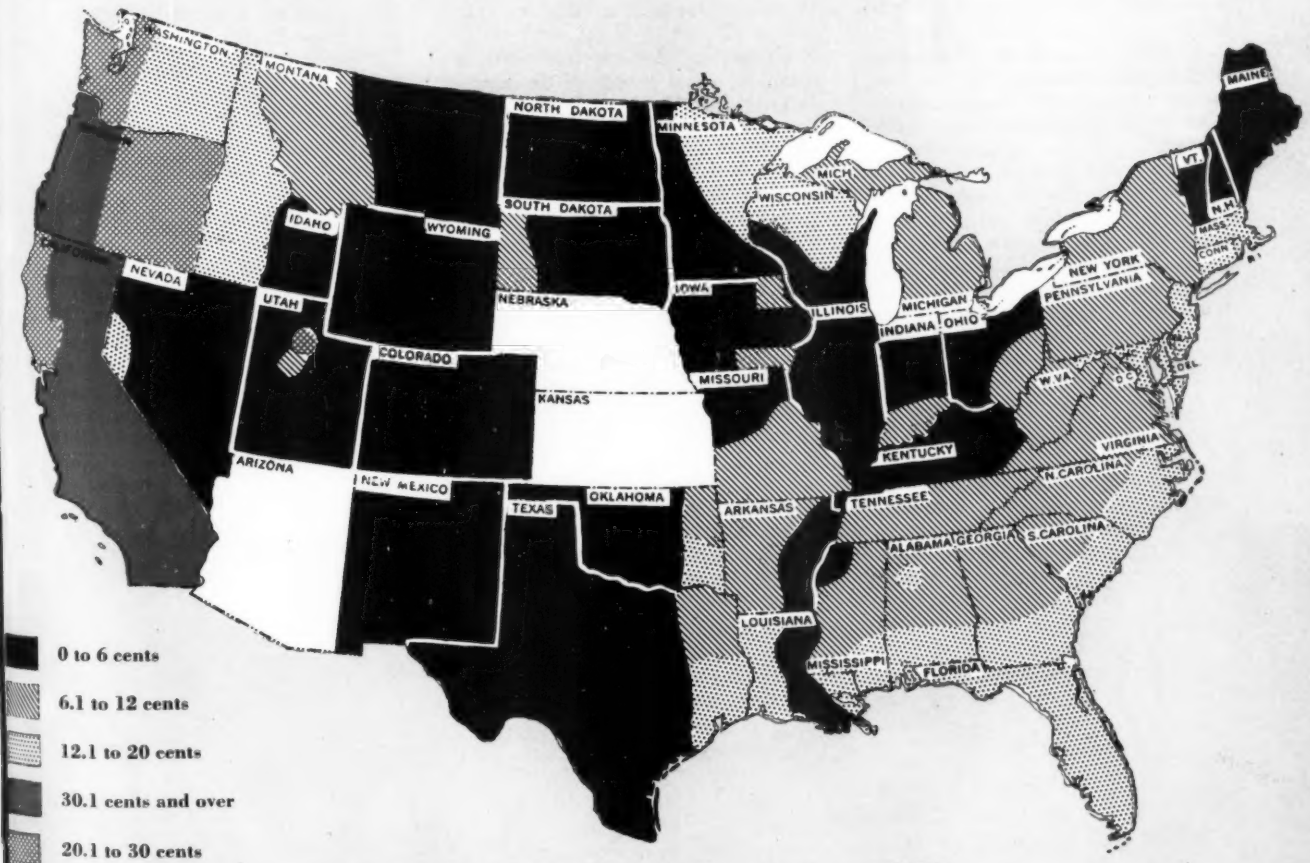 WASHINGTON
MONTANA
NORTH DAKOTA
MINNESOTA
MAINE
VT.
N.H.
MASS
CONN
R.I.
MICH.
WISCONSIN
SOUTH DAKOTA
IDAHO
WYOMING
NEVADA
UTAH
NEBRASKA
IOWA
ILLINOIS
MICHIGAN
NEW YORK
PENNSYLVANIA
INDIANA
OHIO
COLORADO
MISSOURI
KANSAS
W.VA.
D.C.
DEL.
VIRGINIA
KENTUCKY
N.CAROLINA
ARIZONA
NEW MEXICO
TEXAS
OKLAHOMA
ARKANSAS
TENNESSEE
ALABAMA
GEORGIA
S.CAROLINA
LOUISIANA
MISSISSIPPI
FLORIDA
0 to 6 cents
6.1 to 12 cents
12.1 to 20 cents
30.1 cents and over
20.1 to 30 cents